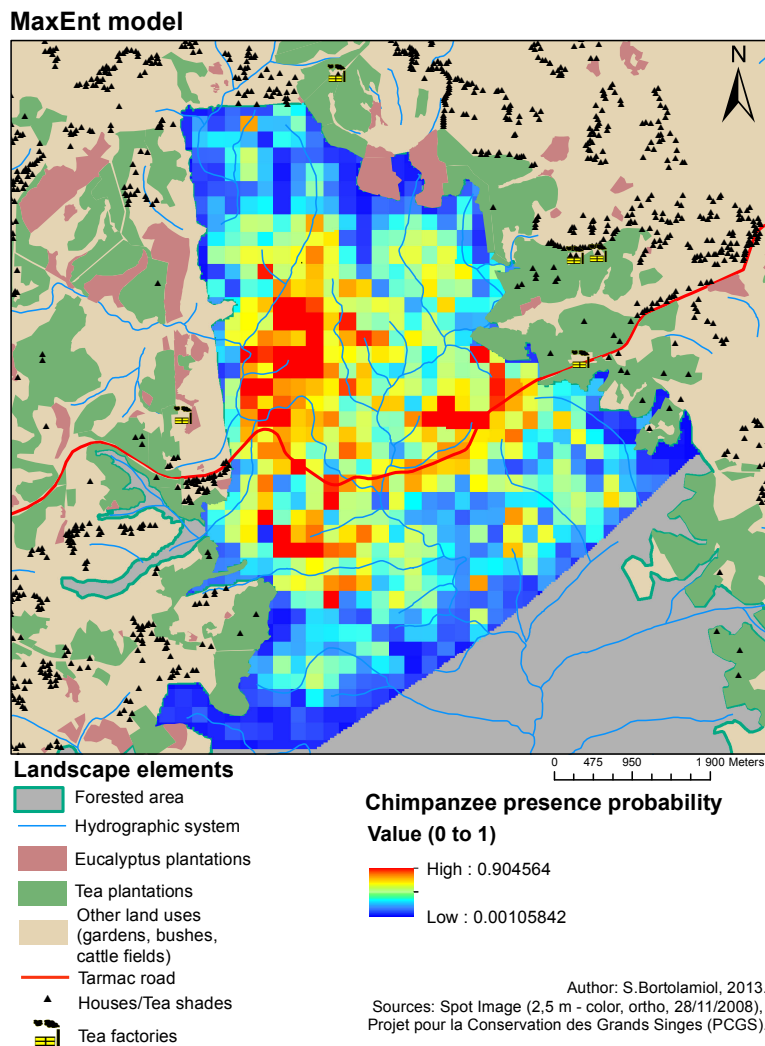 MaxEnt model
N
0 475 950 1 900 Meters
Landscape elements
Forested area
Hydrographic system
Eucalyptus plantations
Tea plantations
Other land uses
(gardens, bushes,
cattle fields)
Tarmac road
Houses/Tea shades
Tea factories
Chimpanzee presence probability
Value (0 to 1)
High : 0.904564
Low : 0.00105842
Author: S.Bortolamiol, 2013.
Sources: Spot Image (2,5 m - color, ortho, 28/11/2008),
Projet pour la Conservation des Grands Singes (PCGS)